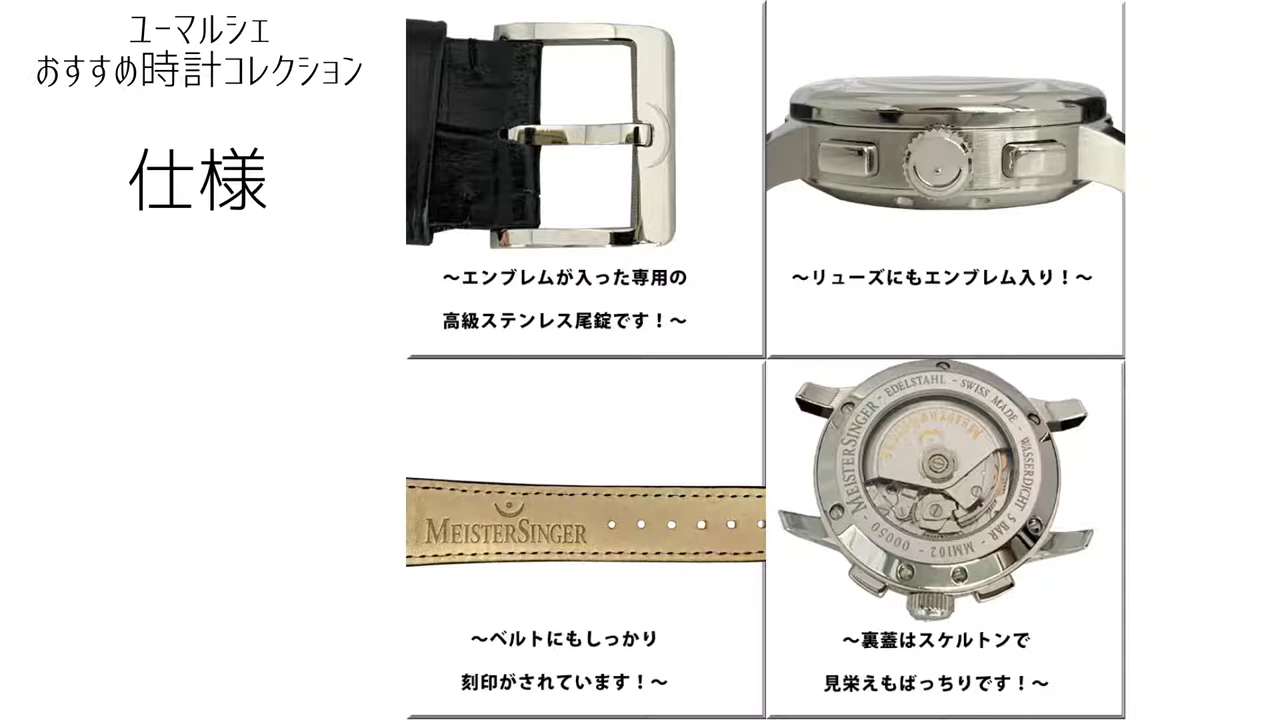 ユーマルシェ
おすすめ時計コレクション
仕様
～エンブレムが入った専用の
高級ステンレス尾錠です！～
～リューズにもエンブレム入り！～
MEISTERSINGER
～ベルトにもしっかり
刻印がされています！～
MEISTERSINGER - EDELSTAHL - SWISS MADE - WASSERDICHT 5 BAR - MM102 - 00050 -
～裏蓋はスケルトンで
見栄えもばっちりです！～